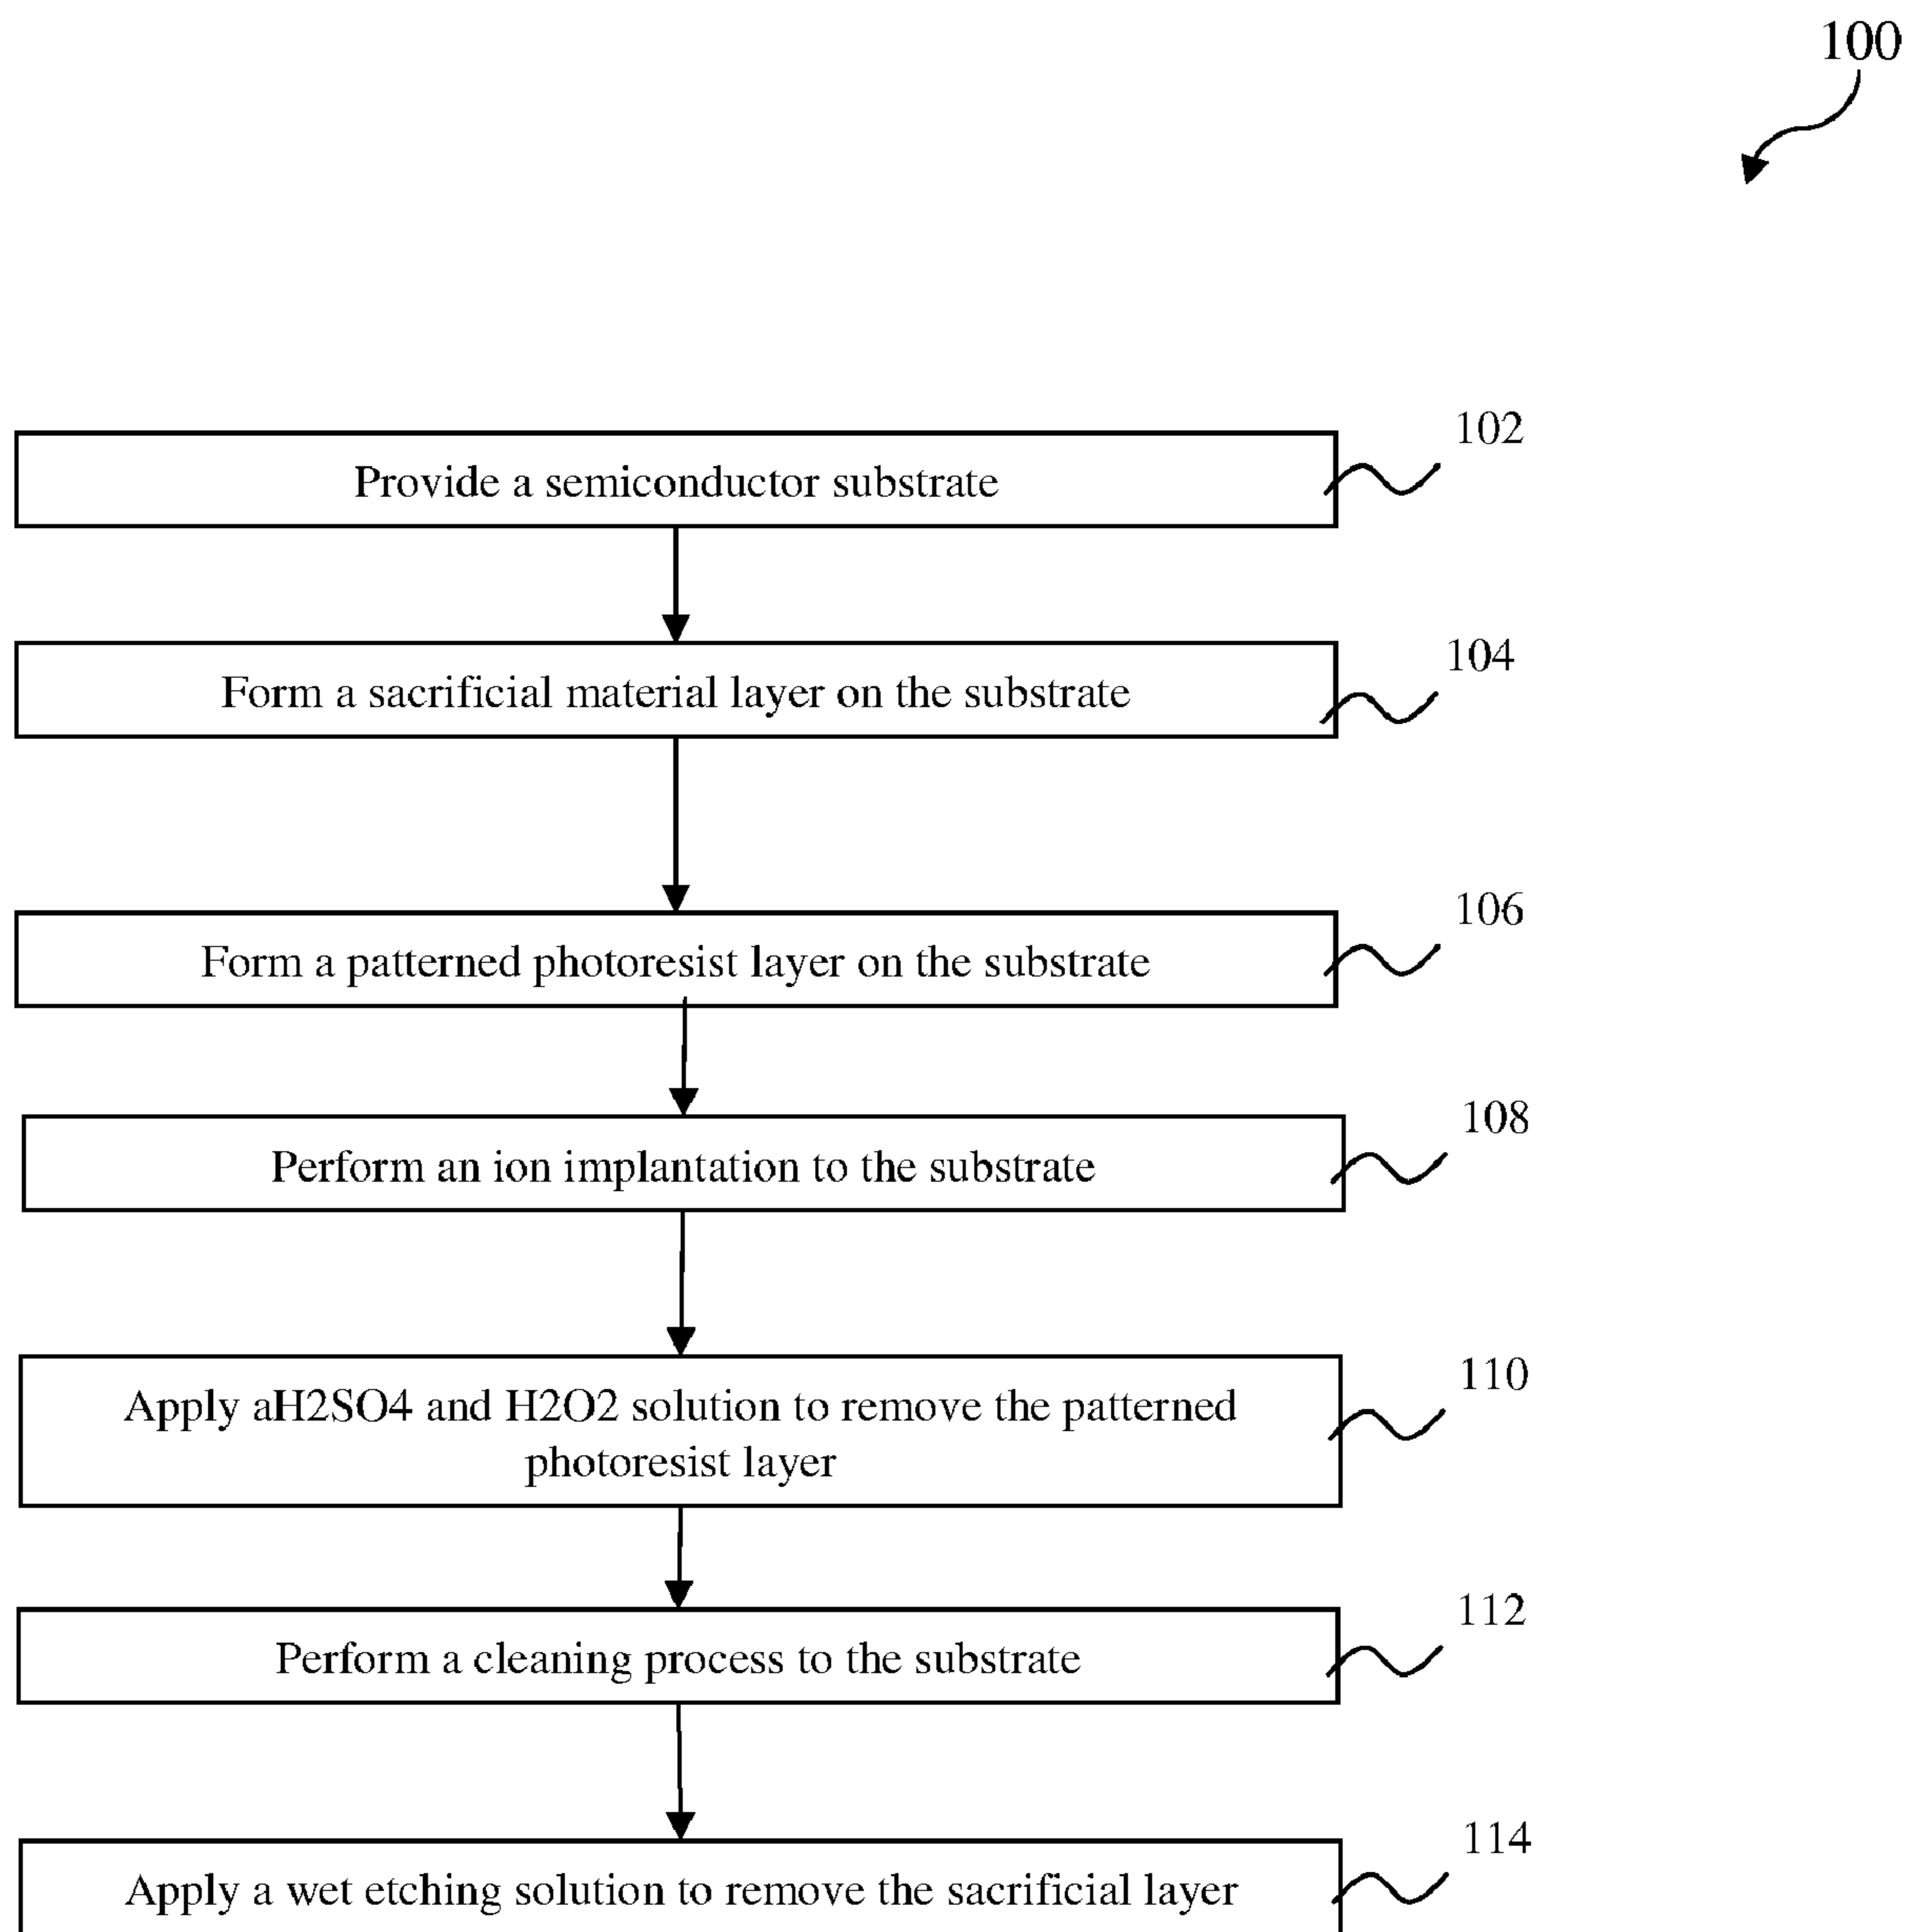 100
102
Provide a semiconductor substrate
104
Form a sacrificial material layer on the substrate
106
Form a patterned photoresist layer on the substrate
108
Perform an ion implantation to the substrate
110
Apply aH2SO4 and H2O2 solution to remove the patterned
photoresist layer
112
Perform a cleaning process to the substrate
114
Apply a wet etching solution to remove the sacrificial layer